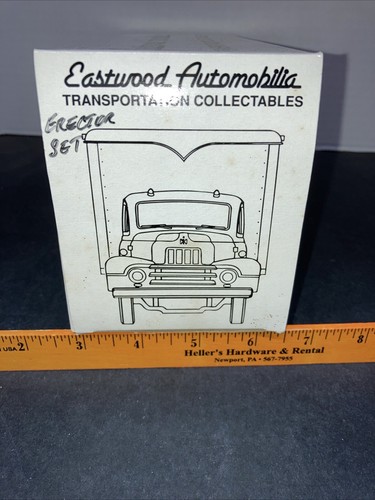 Eastwood Automobilia
TRANSPORTATION COLLECTABLES
ERECTOR
SET
USA 2 3 4 5 6 7 8
Heller's Hardware & Rental
Newport, PA • 567-7955